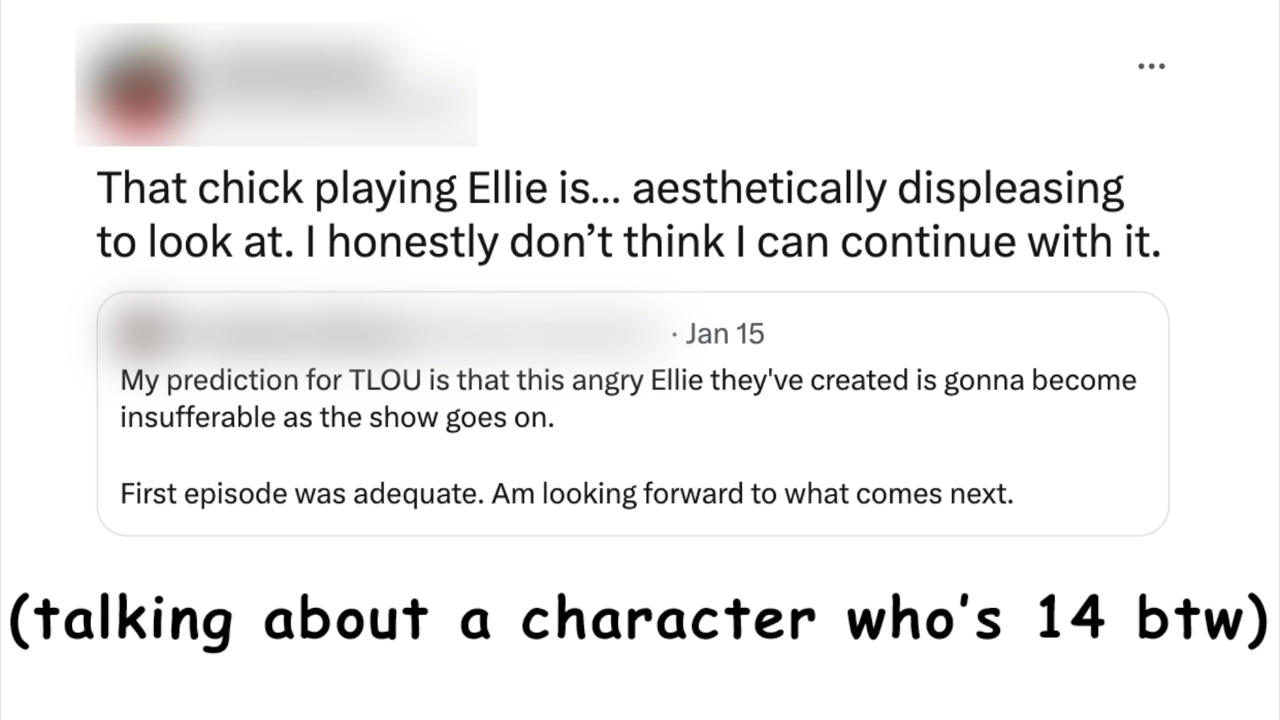 That chick playing Ellie is... aesthetically displeasing
to look at. I honestly don’t think I can continue with it.
· Jan 15
My prediction for TLOU is that this angry Ellie they've created is gonna become
insufferable as the show goes on.
First episode was adequate. Am looking forward to what comes next.
(talking about a character who's 14 btw)